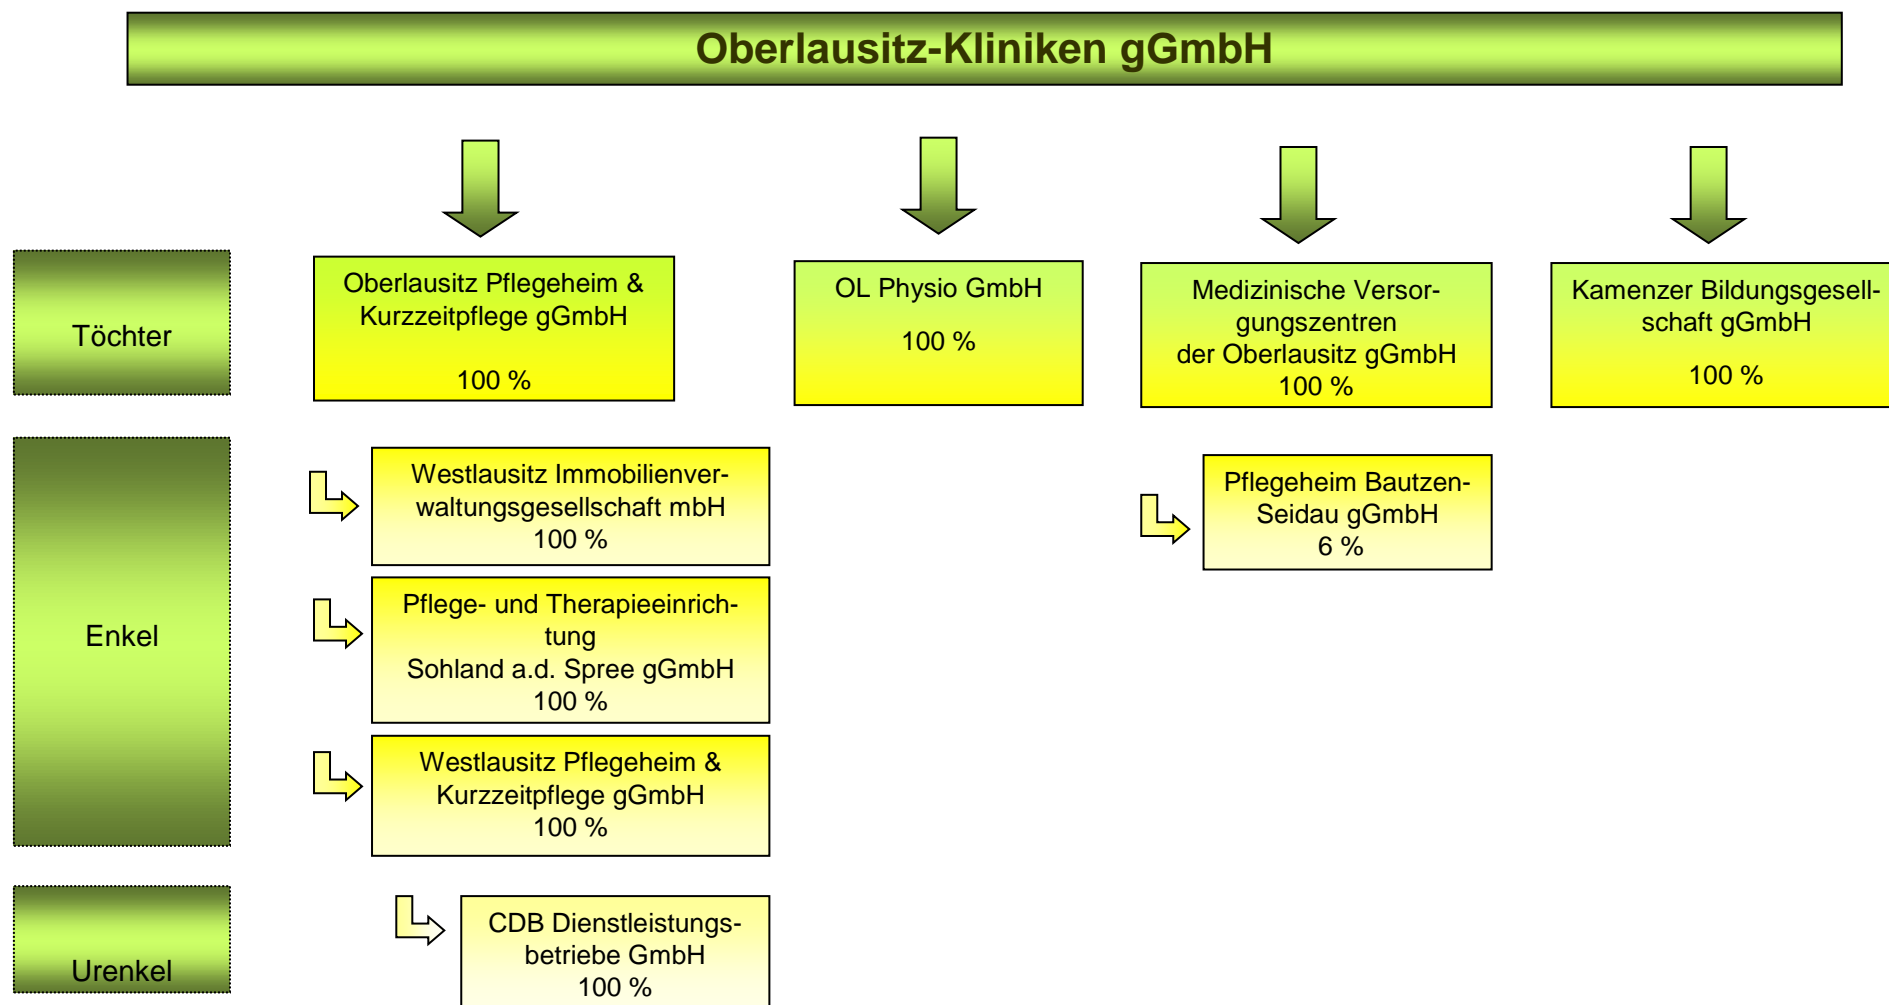 Oberlausitz-Kliniken gGmbH
Töchter
Oberlausitz Pflegeheim &
Kurzzeitpflege gGmbH
100 %
OL Physio GmbH
100 %
Medizinische Versor-
gungszentren
der Oberlausitz gGmbH
100 %
Kamenzer Bildungsgesell-
schaft gGmbH
100 %
Enkel
Westlausitz Immobilienver-
waltungsgesellschaft mbH
100 %
Pflege- und Therapieeinrich-
tung
Sohland a.d. Spree gGmbH
100 %
Westlausitz Pflegeheim &
Kurzzeitpflege gGmbH
100 %
Pflegeheim Bautzen-
Seidau gGmbH
6 %
Urenkel
CDB Dienstleistungs-
betriebe GmbH
100 %